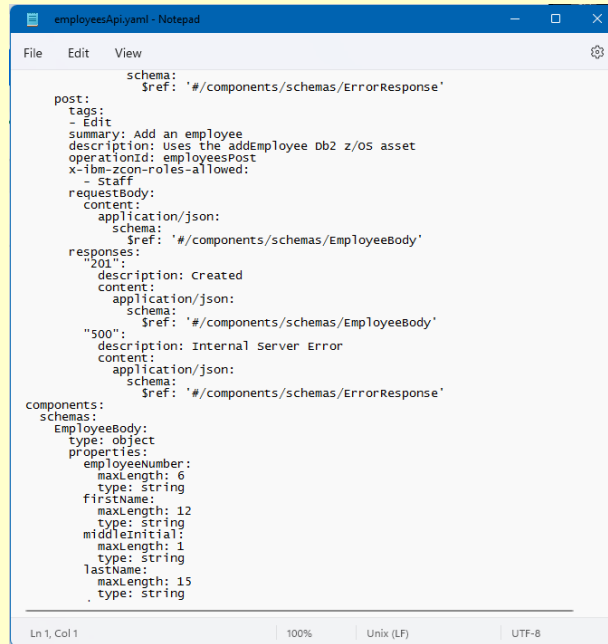 employeesApi.yaml - Notepad
File Edit View
                schema:
                  $ref: '#/components/schemas/ErrorResponse'
      post:
        tags:
        - Edit
        summary: Add an employee
        description: Uses the addEmployee Db2 z/OS asset
        operationId: employeesPost
        x-ibm-zcon-roles-allowed:
          - Staff
        requestBody:
          content:
            application/json:
              schema:
                $ref: '#/components/schemas/EmployeeBody'
        responses:
          "201":
            description: Created
            content:
              application/json:
                schema:
                  $ref: '#/components/schemas/EmployeeBody'
          "500":
            description: Internal Server Error
            content:
              application/json:
                schema:
                  $ref: '#/components/schemas/ErrorResponse'
components:
  schemas:
    EmployeeBody:
      type: object
      properties:
        employeeNumber:
          maxLength: 6
          type: string
        firstName:
          maxLength: 12
          type: string
        middleInitial:
          maxLength: 1
          type: string
        lastName:
          maxLength: 15
          type: string
Ln 1, Col 1 100% Unix (LF) UTF-8